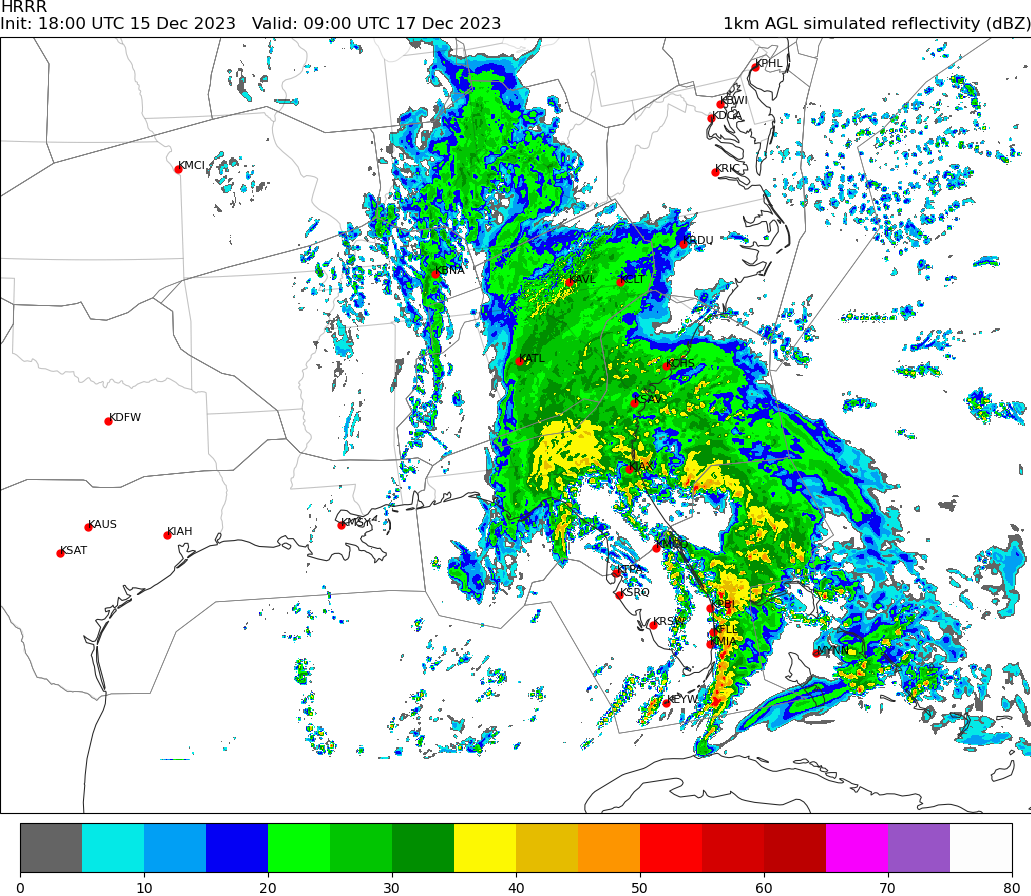 HRRR
Init: 18:00 UTC 15 Dec 2023   Valid: 09:00 UTC 17 Dec 2023   1km AGL simulated reflectivity (dBZ)
KPHL
KBWI
KDCA
KMCI
KRIC
KRDU
KBNA
KAVL
KCLT
KATL
KCHS
KSAV
KDFW
KJAX
KAUS
KMSY
KIAH
KSAT
KMCO
KTPA
KSRQ
KPBI
KRSW
KFLL
KMIA
MYNN
KEYW
0 10 20 30 40 50 60 70 80